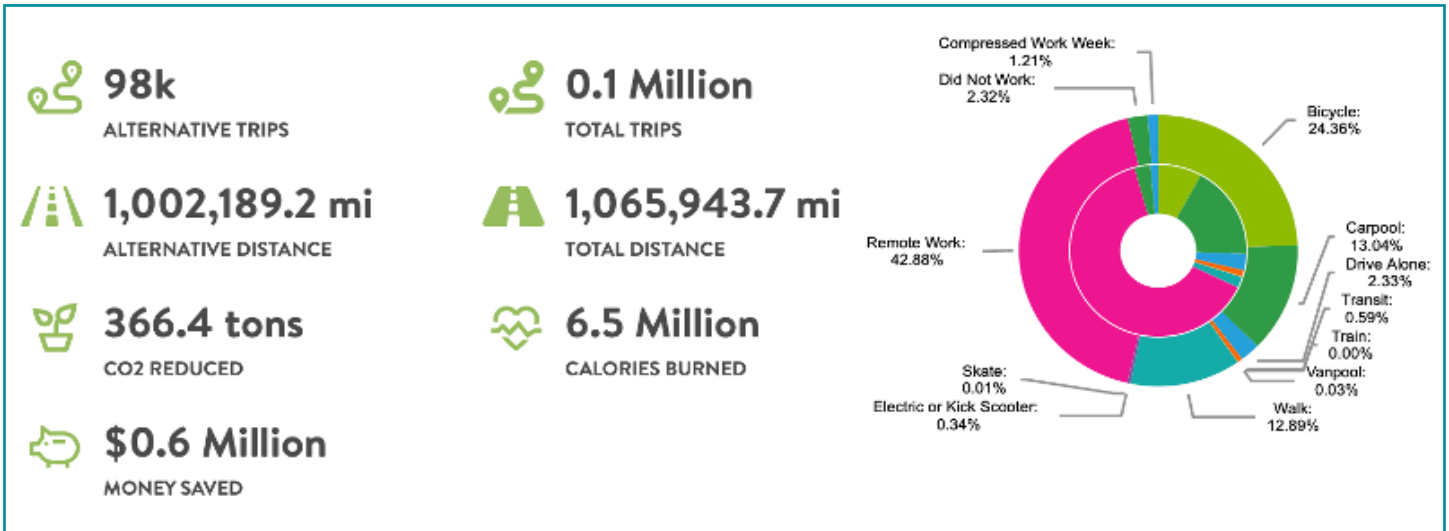 98k
ALTERNATIVE TRIPS
0.1 Million
TOTAL TRIPS
1,002,189.2 mi
ALTERNATIVE DISTANCE
1,065,943.7 mi
TOTAL DISTANCE
366.4 tons
CO2 REDUCED
6.5 Million
CALORIES BURNED
$0.6 Million
MONEY SAVED
Compressed Work Week:
1.21%
Did Not Work:
2.32%
Bicycle:
24.36%
Carpool:
13.04%
Drive Alone:
2.33%
Transit:
0.59%
Train:
0.00%
Vanpool:
0.03%
Walk:
12.89%
Electric or Kick Scooter:
0.34%
Skate:
0.01%
Remote Work:
42.88%